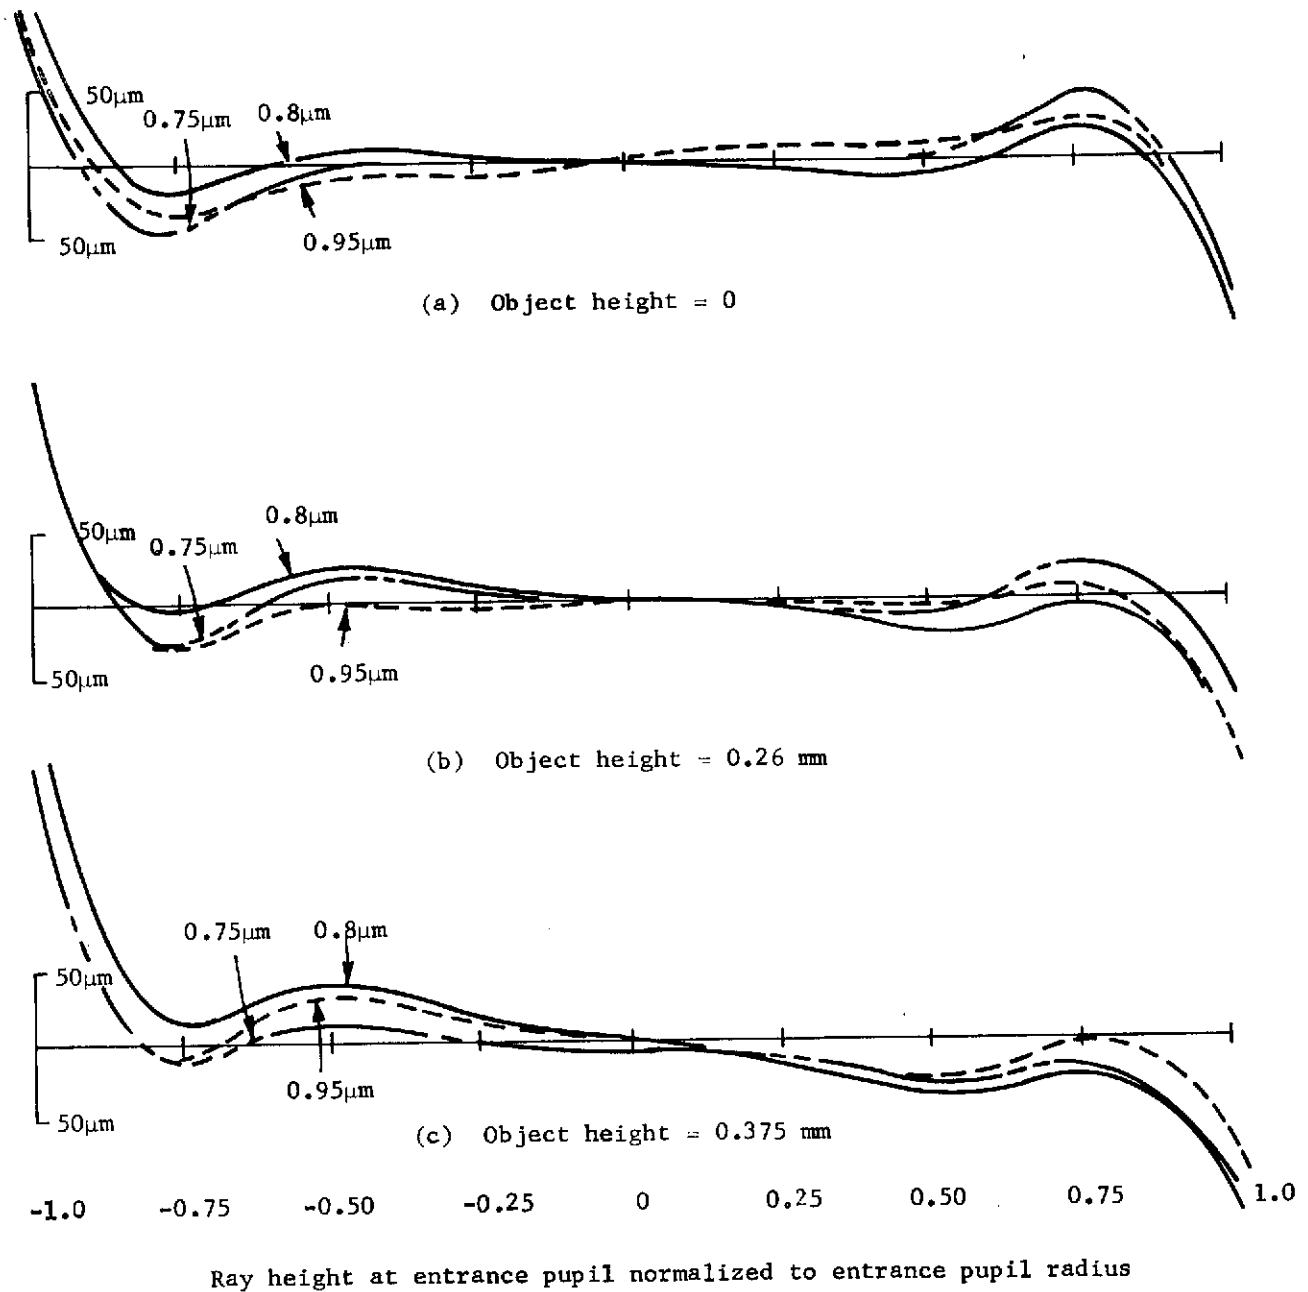 50μm
0.75μm
0.8μm
50μm
0.95μm
(a) Object height = 0
0.8μm
50μm
0.75μm
0.95μm
50μm
(b) Object height = 0.26 mm
0.75μm
0.8μm
50μm
0.95μm
50μm
(c) Object height = 0.375 mm
-1.0 -0.75 -0.50 -0.25 0 0.25 0.50 0.75 1.0
Ray height at entrance pupil normalized to entrance pupil radius